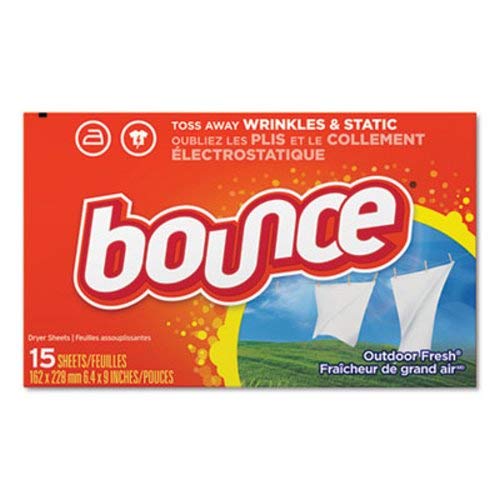 TOSS AWAY WRINKLES & STATIC
OUBLIEZ LES PLIS ET LE COLLEMENT
ÉLECTROSTATIQUE
bounce®
Dryer Sheets | Feuilles assouplissantes
15 SHEETS/FEUILLES
162 x 228 mm 6.4 x 9 INCHES/POUCES
Outdoor Fresh®
Fraîcheur de grand air